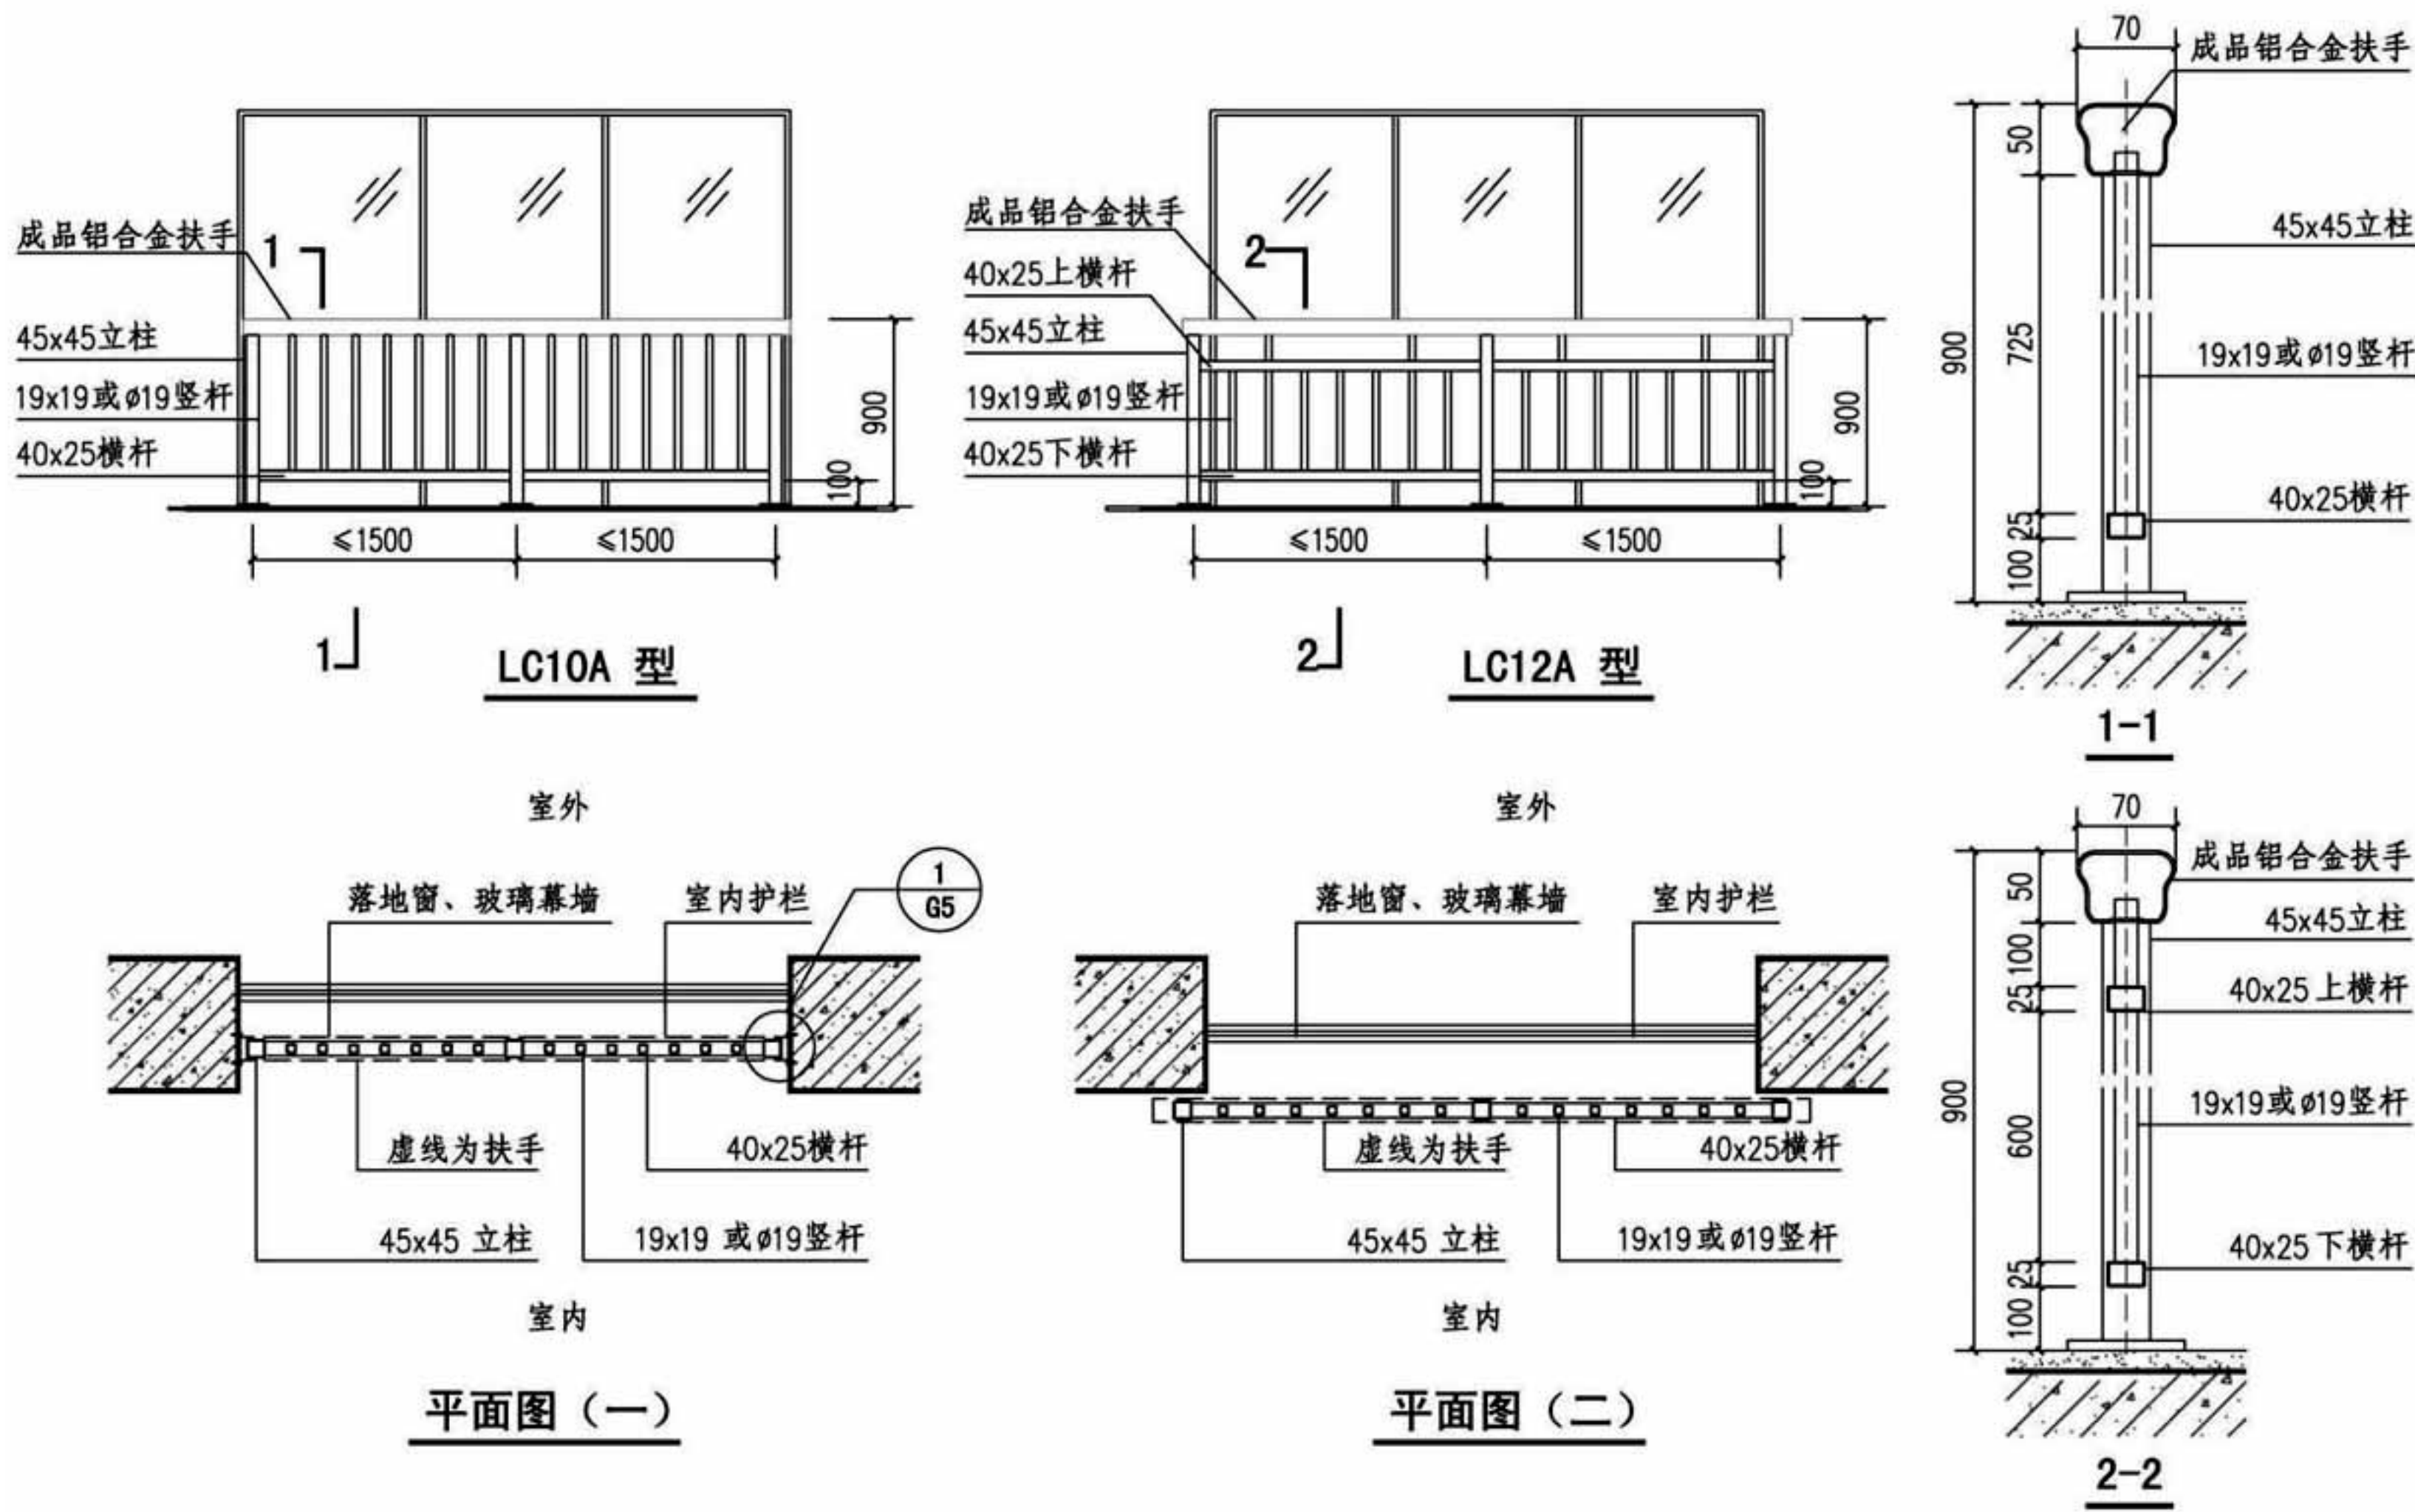 成品铝合金扶手
1
45x45立柱
19x19或ø19竖杆
40x25横杆
900
100
≤1500
≤1500
1
LC10A 型
成品铝合金扶手
2
40x25上横杆
45x45立柱
19x19或ø19竖杆
40x25下横杆
900
100
≤1500
≤1500
2
LC12A 型
70
成品铝合金扶手
50
45x45立柱
900
725
19x19或ø19竖杆
40x25横杆
25
100
1-1
室外
落地窗、玻璃幕墙
室内护栏
1
G5
虚线为扶手
40x25横杆
45x45 立柱
19x19 或ø19竖杆
室内
平面图（一）
室外
落地窗、玻璃幕墙
室内护栏
虚线为扶手
40x25横杆
45x45 立柱
19x19或ø19竖杆
室内
平面图（二）
70
成品铝合金扶手
50
45x45立柱
100
40x25上横杆
25
900
19x19或ø19竖杆
600
40x25下横杆
25
100
2-2